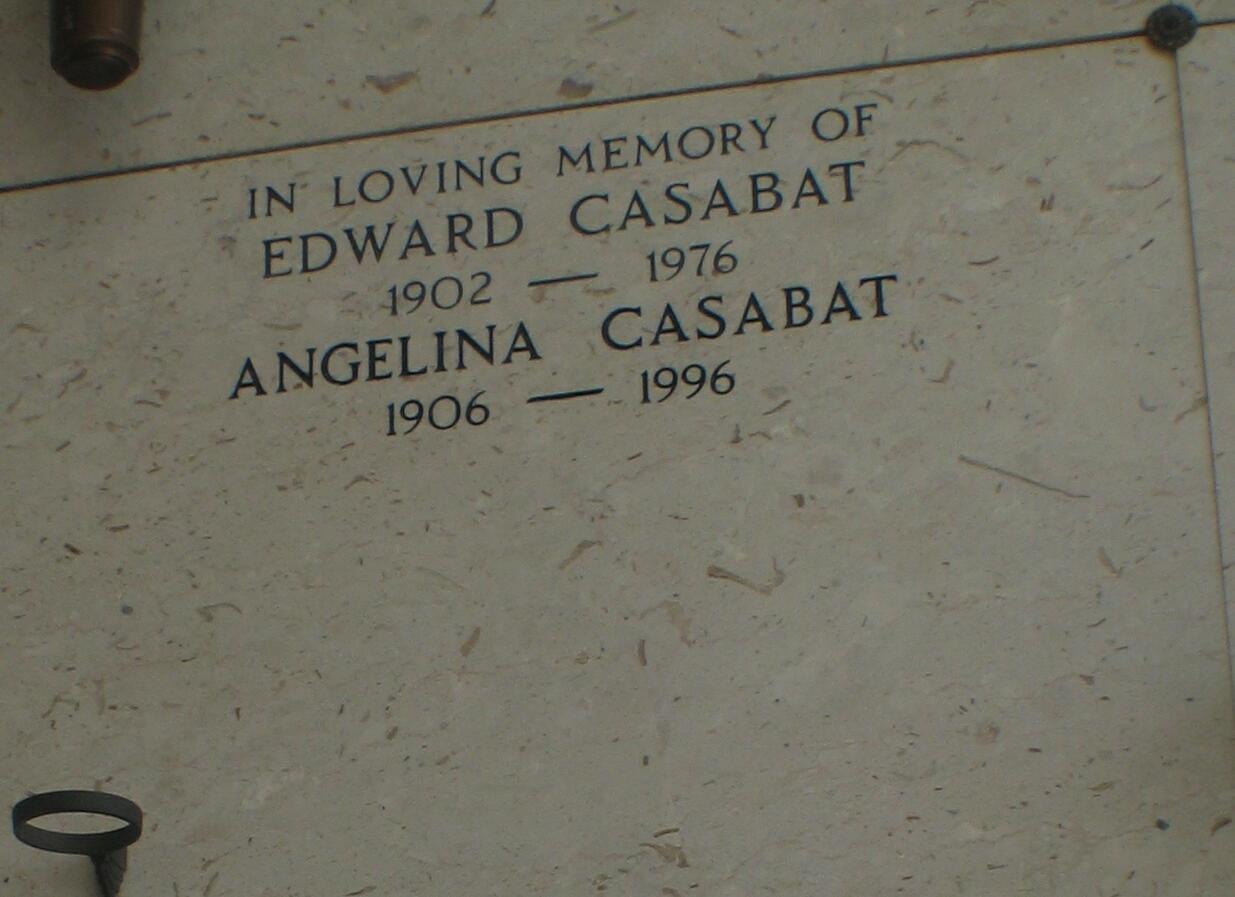 IN LOVING MEMORY OF
EDWARD CASABAT
1902 — 1976
ANGELINA CASABAT
1906 — 1996